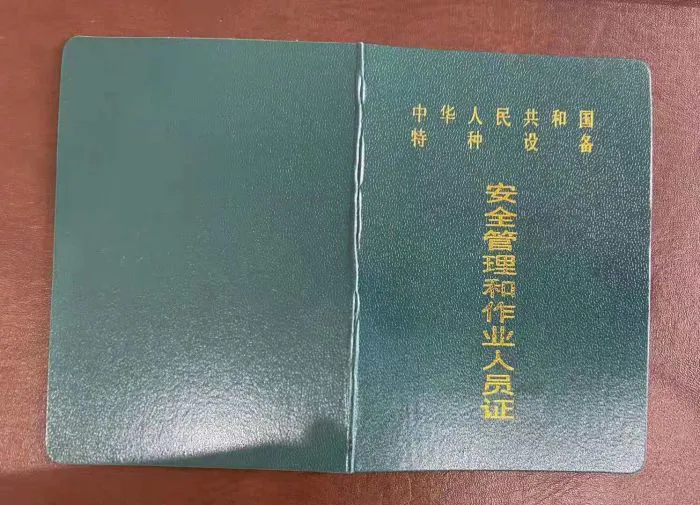 中华人民共和国
特种设备
安全管理和作业人员证